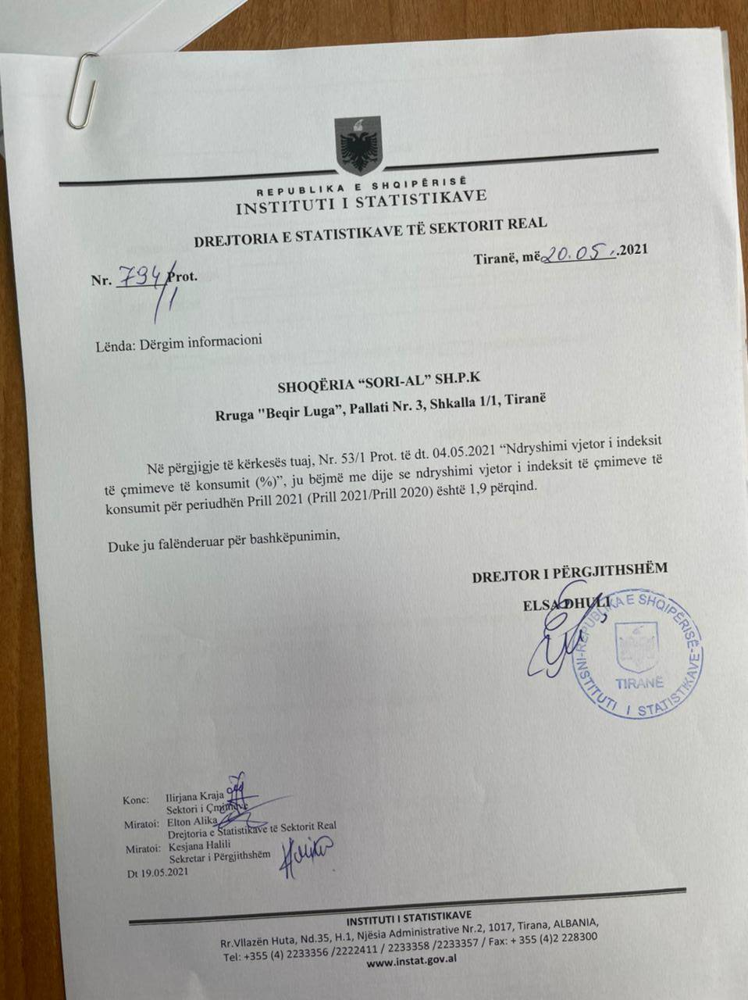 REPUBLIKA E SHQIPËRISË
INSTITUTI I STATISTIKAVE
DREJTORIA E STATISTIKAVE TË SEKTORIT REAL
Tiranë, më 20.05..2021
Nr. 794/1 Prot.
Lënda: Dërgim informacioni
SHOQËRIA “SORI-AL” SH.P.K
Rruga "Beqir Luga”, Pallati Nr. 3, Shkalla 1/1, Tiranë
Në përgjigje të kërkesës tuaj, Nr. 53/1 Prot. të dt. 04.05.2021 “Ndryshimi vjetor i indeksit
të çmimeve të konsumit (%)”, ju bëjmë me dije se ndryshimi vjetor i indeksit të çmimeve të
konsumit për periudhën Prill 2021 (Prill 2021/Prill 2020) është 1,9 përqind.
Duke ju falënderuar për bashkëpunimin,
DREJTOR I PËRGJITHSHËM
ELSA DHULI
REPUBLIKA E SHQIPËRISË
INSTITUTI I STATISTIKAVE
TIRANË
Konc: Ilirjana Kraja
Sektori i Çmimeve
Miratoi: Elton Alika
Drejtoria e Statistikave të Sektorit Real
Miratoi: Kesjana Halili
Sekretar i Përgjithshëm
Dt 19.05.2021
INSTITUTI I STATISTIKAVE
Rr.Vllazën Huta, Nd.35, H.1, Njësia Administrative Nr.2, 1017, Tirana, ALBANIA,
Tel: +355 (4) 2233356 /2222411 / 2233358 /2233357 / Fax: + 355 (4)2 228300
www.instat.gov.al